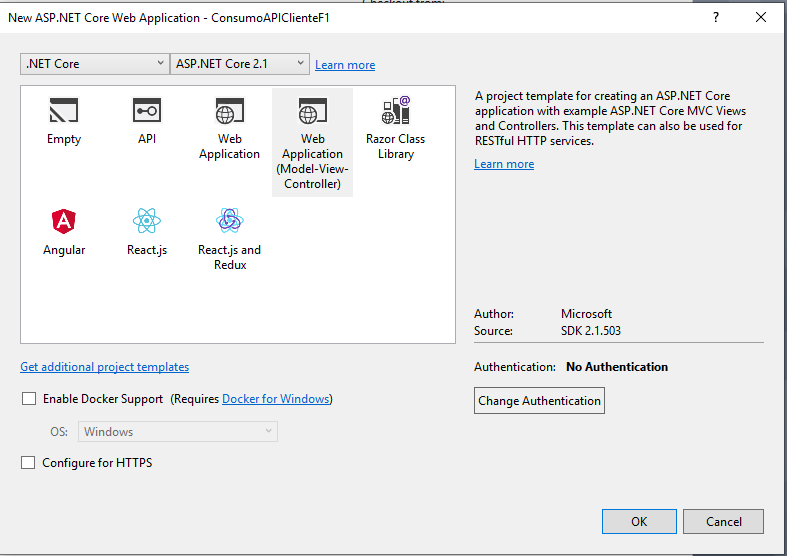 Checkout from:
New ASP.NET Core Web Application - ConsumoAPIClienteF1
?
.NET Core
ASP.NET Core 2.1
Learn more
Empty
API
Web
Application
Web
Application
(Model-View-
Controller)
Razor Class
Library
Angular
React.js
React.js and
Redux
A project template for creating an ASP.NET Core
application with example ASP.NET Core MVC Views
and Controllers. This template can also be used for
RESTful HTTP services.
Learn more
Author: Microsoft
Source: SDK 2.1.503
Get additional project templates
Authentication: No Authentication
Change Authentication
Enable Docker Support (Requires Docker for Windows)
OS: Windows
Configure for HTTPS
OK
Cancel